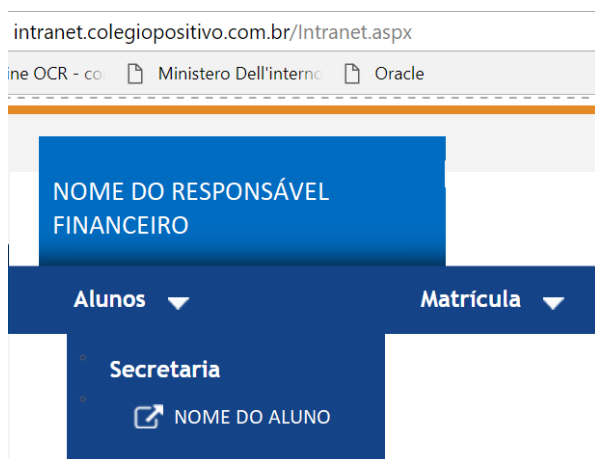 intranet.colegiopositivo.com.br/Intranet.aspx
ine OCR - co Ministero Dell'interno Oracle
NOME DO RESPONSÁVEL
FINANCEIRO
Alunos Matrícula
Secretaria
NOME DO ALUNO